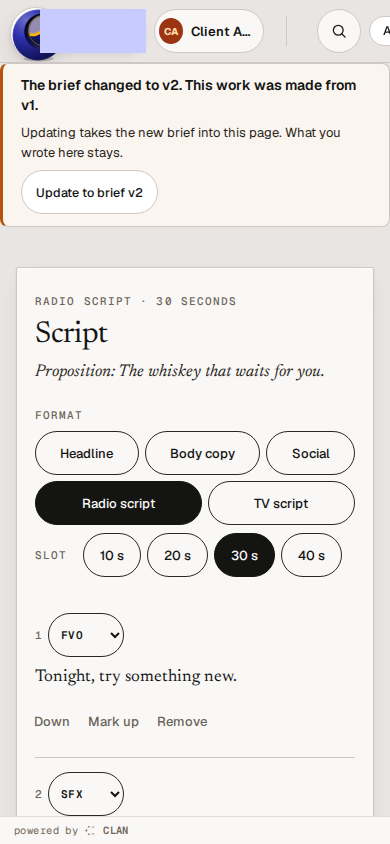 CA Client A...
A
The brief changed to v2. This work was made from
v1.
Updating takes the new brief into this page. What you
wrote here stays.
Update to brief v2
RADIO SCRIPT · 30 SECONDS
Script
Proposition: The whiskey that waits for you.
FORMAT
Headline Body copy Social
Radio script TV script
SLOT 10 s 20 s 30 s 40 s
1 FVO
Tonight, try something new.
Down Mark up Remove
2 SFX
powered by CLAN